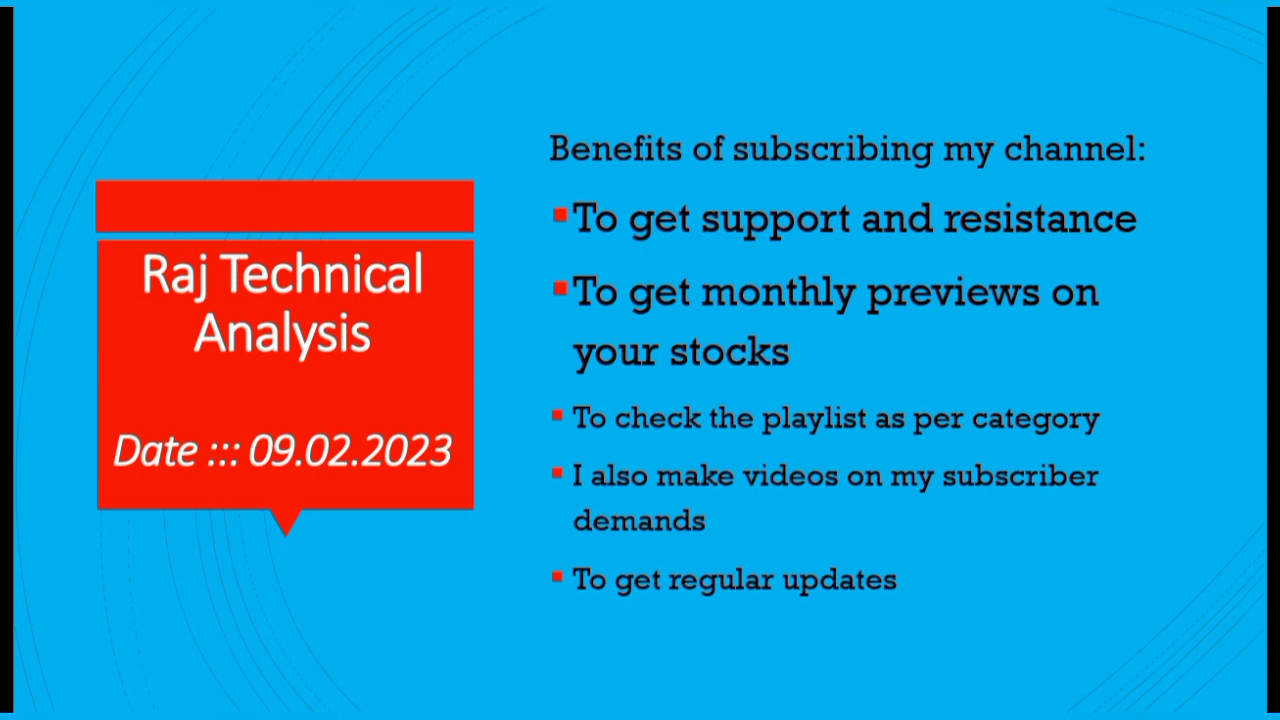 Raj Technical
Analysis
Date ::: 09.02.2023
Benefits of subscribing my channel:
▪To get support and resistance
▪To get monthly previews on
your stocks
▪ To check the playlist as per category
▪ I also make videos on my subscriber
demands
▪ To get regular updates